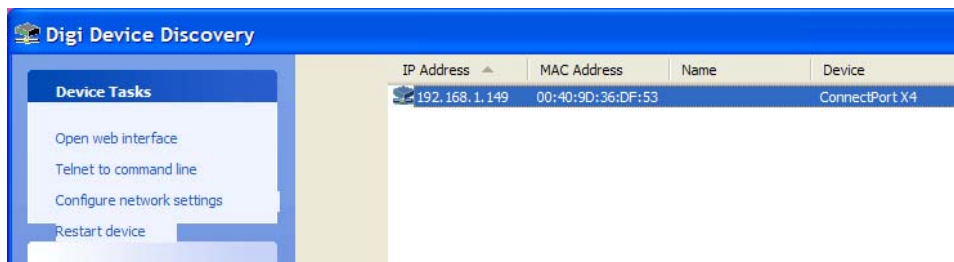 Digi Device Discovery
Device Tasks
Open web interface
Telnet to command line
Configure network settings
Restart device
IP Address MAC Address Name Device
192.168.1.149 00:40:9D:36:DF:53 ConnectPort X4